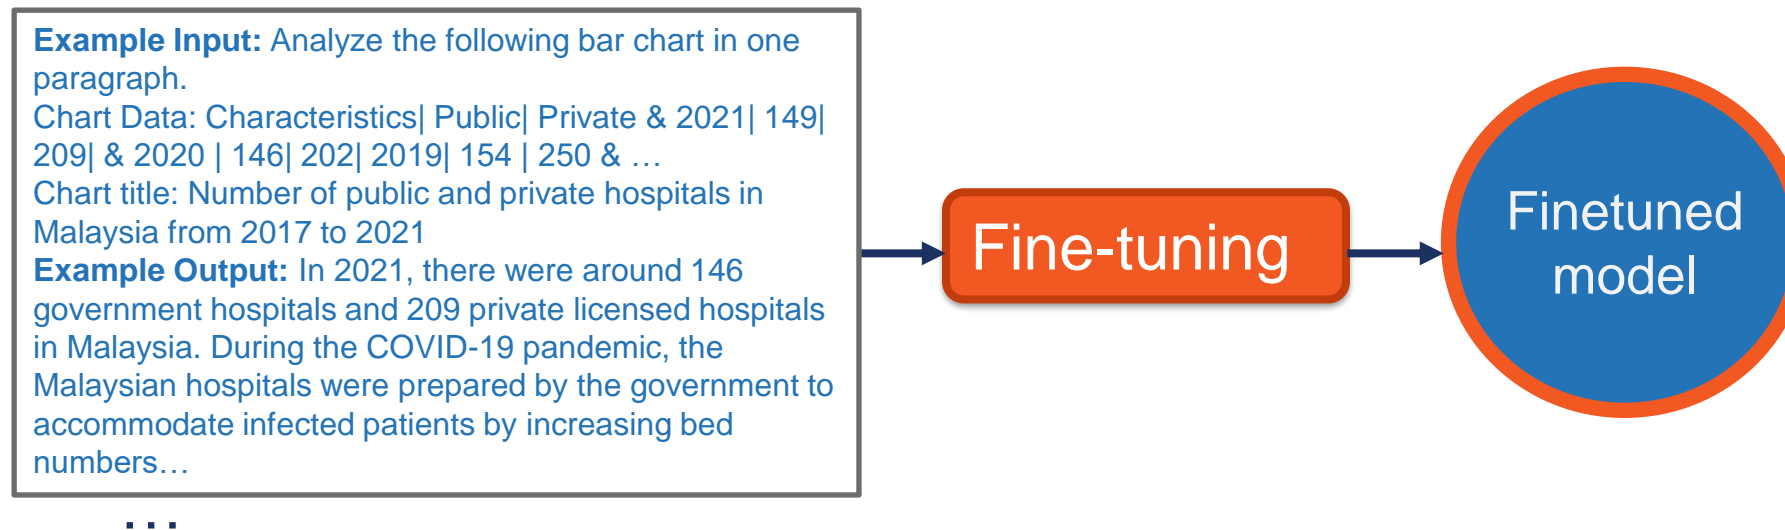 Example Input: Analyze the following bar chart in one
paragraph.
Chart Data: Characteristics| Public| Private & 2021| 149|
209| & 2020 | 146| 202| 2019| 154 | 250 & …
Chart title: Number of public and private hospitals in
Malaysia from 2017 to 2021
Example Output: In 2021, there were around 146
government hospitals and 209 private licensed hospitals
in Malaysia. During the COVID-19 pandemic, the
Malaysian hospitals were prepared by the government to
accommodate infected patients by increasing bed
numbers…
…
Fine-tuning
Finetuned
model